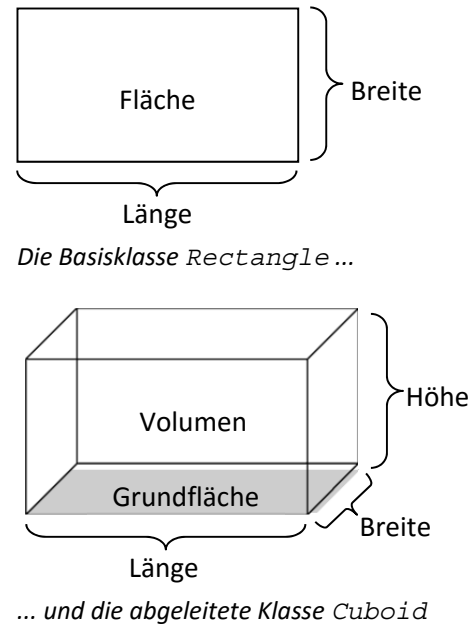 Fläche
Breite
Länge
Die Basisklasse Rectangle ...
Höhe
Volumen
Grundfläche
Breite
Länge
... und die abgeleitete Klasse Cuboid